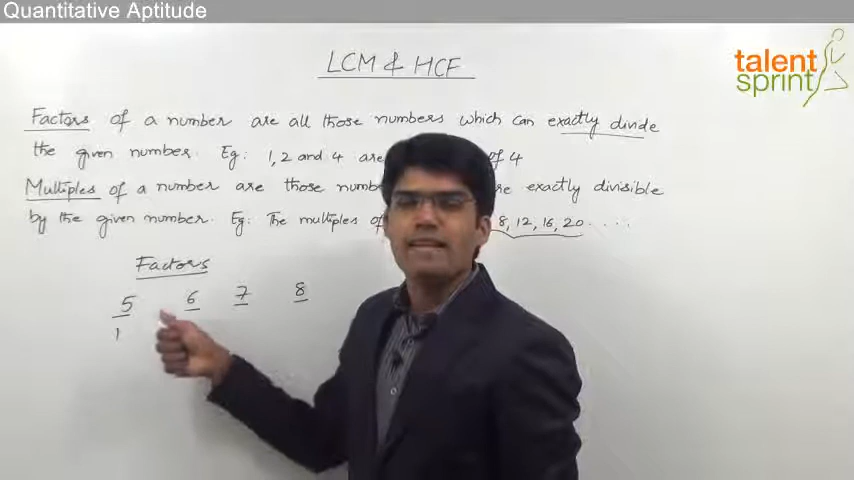 Quantitative Aptitude
LCM & HCF
talent
sprint
Factors of a number are all those numbers which can exactly divide
the given number. Eg: 1, 2 and 4 are of 4
Multiples of a number are those exactly divisible
by the given number. Eg: The multiples of 8, 12, 16, 20 . . . .
Factors
5 6 7 8
1